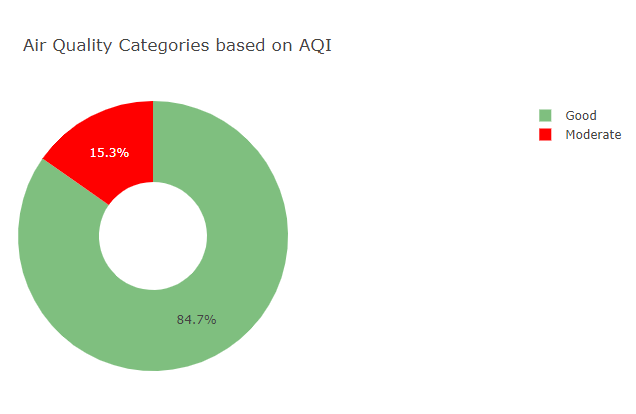 Air Quality Categories based on AQI
Good
Moderate
15.3%
84.7%